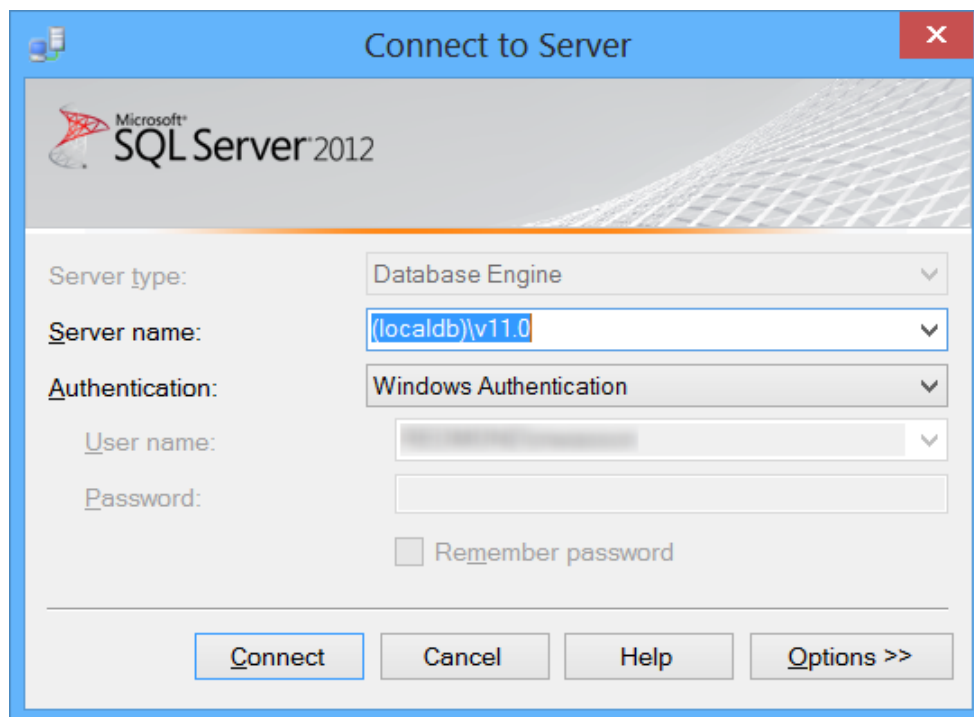 Connect to Server
Microsoft®
SQL Server® 2012
Server type:
Database Engine
Server name:
(localdb)\v11.0
Authentication:
Windows Authentication
User name:
Password:
Remember password
Connect
Cancel
Help
Options >>